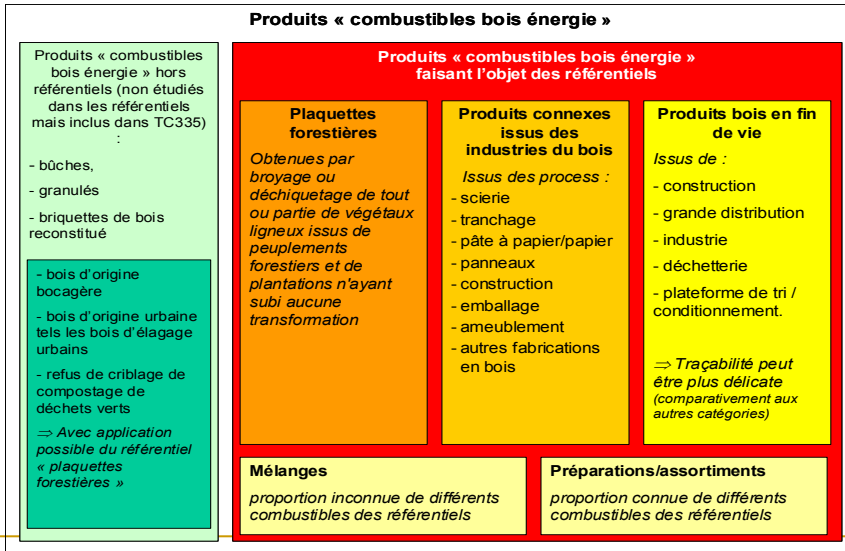 Produits « combustibles bois énergie »
Produits « combustibles
bois énergie » hors
référentiels (non étudiés
dans les référentiels
mais inclus dans TC335)
:
- bûches,
- granulés
- briquettes de bois
reconstitué
- bois d'origine
bocagère
- bois d'origine urbaine
tels les bois d'élagage
urbains
- refus de criblage de
compostage de
déchets verts
⇒ Avec application
possible du référentiel
« plaquettes
forestières »
Produits « combustibles bois énergie »
faisant l'objet des référentiels
Plaquettes
forestières
Obtenues par
broyage ou
déchiquetage de tout
ou partie de végétaux
ligneux issus de
peuplements
forestiers et de
plantations n'ayant
subi aucune
transformation
Produits connexes
issus des
industries du bois
Issus des process :
- scierie
- tranchage
- pâte à papier/papier
- panneaux
- construction
- emballage
- ameublement
- autres fabrications
en bois
Produits bois en fin
de vie
Issus de :
- construction
- grande distribution
- industrie
- déchetterie
- plateforme de tri /
conditionnement.
⇒ Traçabilité peut
être plus délicate
(comparativement aux
autres catégories)
Mélanges
proportion inconnue de différents
combustibles des référentiels
Préparations/assortiments
proportion connue de différents
combustibles des référentiels